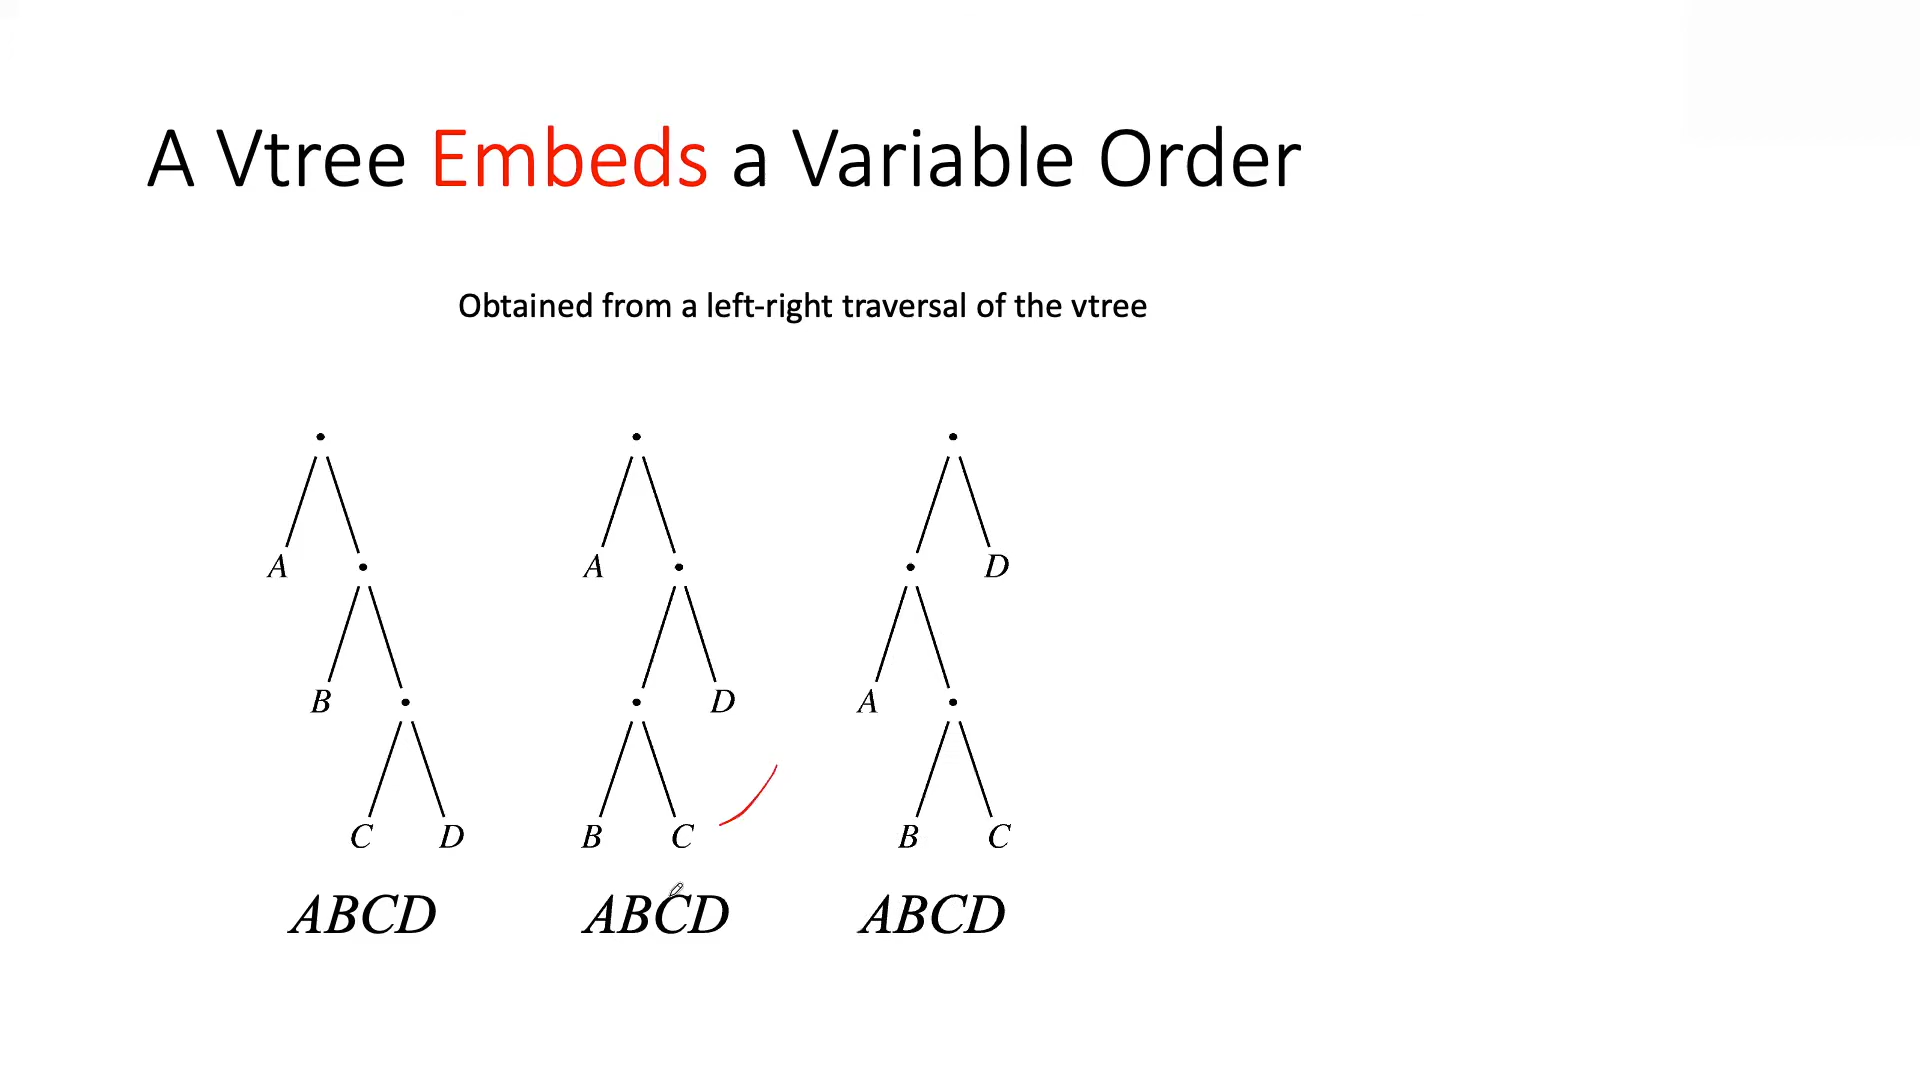 A Vtree Embeds a Variable Order
Obtained from a left-right traversal of the vtree
A
B
C
D
ABCD
A
D
B
C
ABCD
D
A
B
C
ABCD